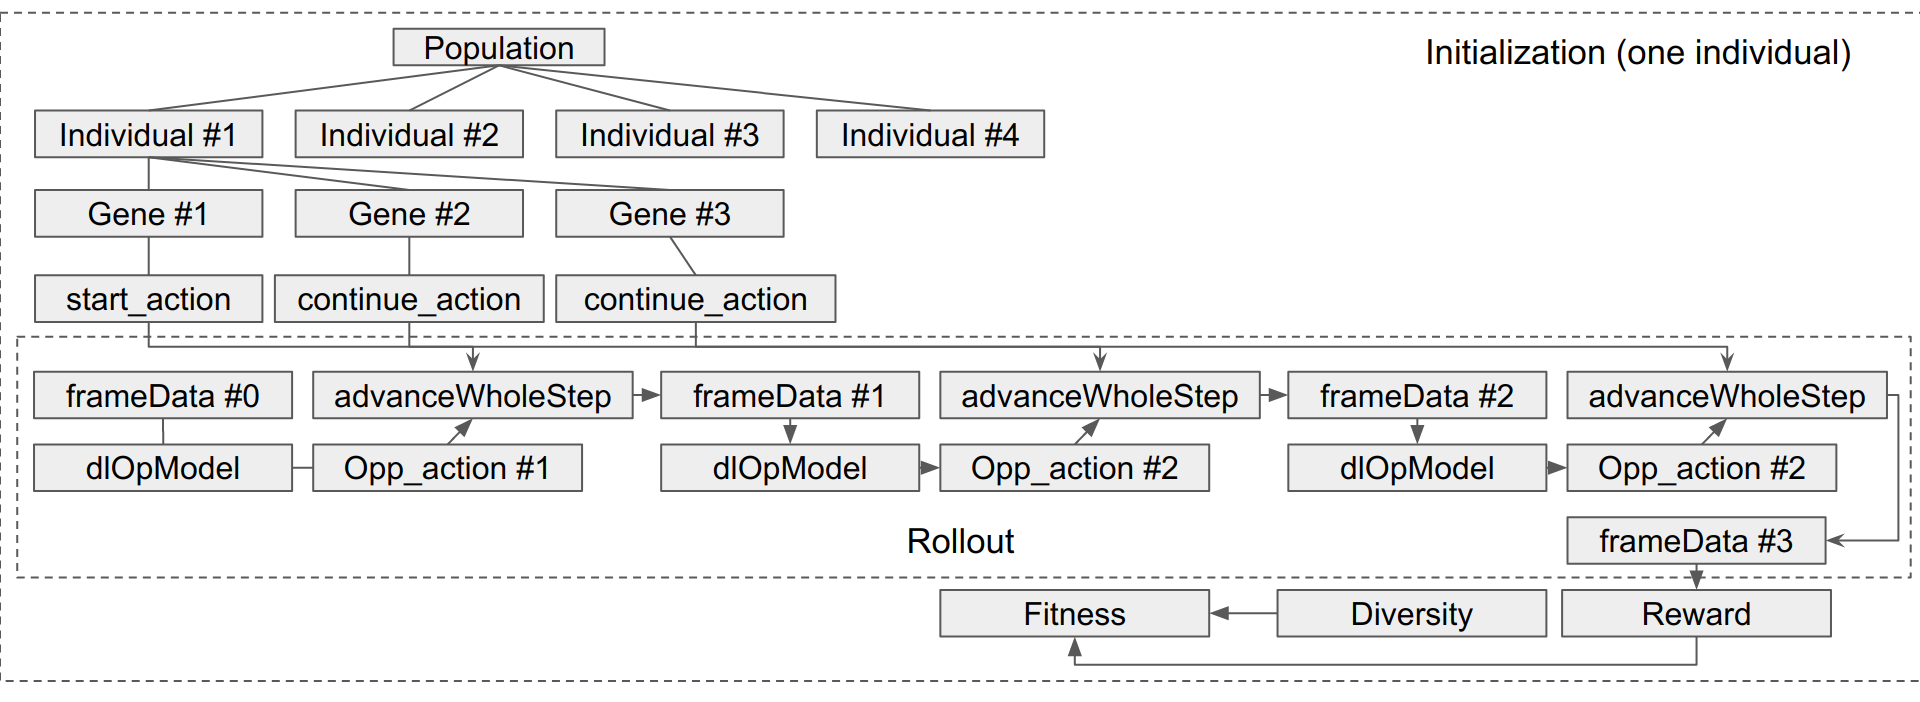 Population
Initialization (one individual)
Individual #1
Individual #2
Individual #3
Individual #4
Gene #1
Gene #2
Gene #3
start_action
continue_action
continue_action
frameData #0
advanceWholeStep
frameData #1
advanceWholeStep
frameData #2
advanceWholeStep
dlOpModel
Opp_action #1
dlOpModel
Opp_action #2
dlOpModel
Opp_action #2
Rollout
frameData #3
Fitness
Diversity
Reward